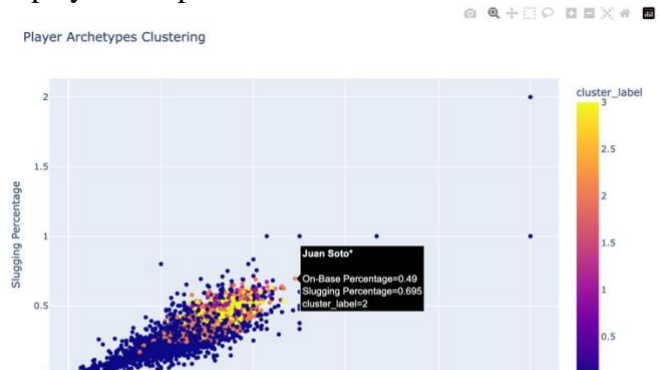 Player Archetypes Clustering
cluster_label
3
2.5
2
1.5
1
0.5
Slugging Percentage
2
1.5
1
0.5
Juan Soto*
On-Base Percentage=0.49
Slugging Percentage=0.695
cluster_label=2